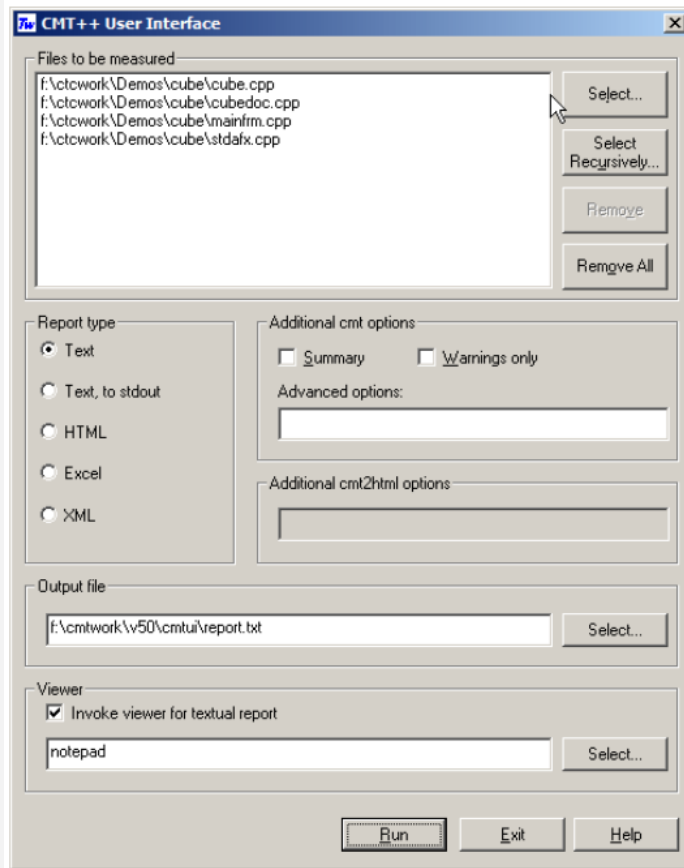 Tw CMT++ User Interface
Files to be measured
f:\ctcwork\Demos\cube\cube.cpp
f:\ctcwork\Demos\cube\cubedoc.cpp
f:\ctcwork\Demos\cube\mainfrm.cpp
f:\ctcwork\Demos\cube\stdafx.cpp
Select...
Select
Recursively...
Remove
Remove All
Report type
Text
Text, to stdout
HTML
Excel
XML
Additional cmt options
Summary
Warnings only
Advanced options:
Additional cmt2html options
Output file
f:\cmtwork\v50\cmtui\report.txt
Select...
Viewer
Invoke viewer for textual report
notepad
Select...
Run
Exit
Help